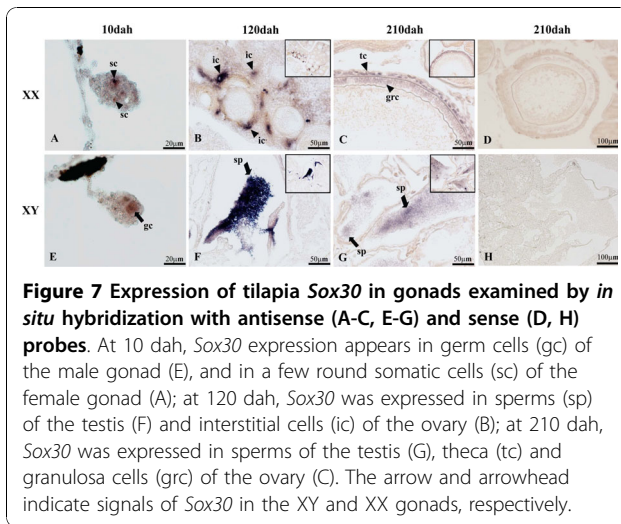 10dah 120dah 210dah 210dah
XX
sc
sc
A
20μm
ic
ic
ic
B
50μm
tc
grc
C
50μm
D
100μm
XY
gc
E
20μm
sp
F
50μm
sp
sp
G
50μm
H
100μm
Figure 7 Expression of tilapia Sox30 in gonads examined by in
situ hybridization with antisense (A-C, E-G) and sense (D, H)
probes. At 10 dah, Sox30 expression appears in germ cells (gc) of
the male gonad (E), and in a few round somatic cells (sc) of the
female gonad (A); at 120 dah, Sox30 was expressed in sperms (sp)
of the testis (F) and interstitial cells (ic) of the ovary (B); at 210 dah,
Sox30 was expressed in sperms of the testis (G), theca (tc) and
granulosa cells (grc) of the ovary (C). The arrow and arrowhead
indicate signals of Sox30 in the XY and XX gonads, respectively.